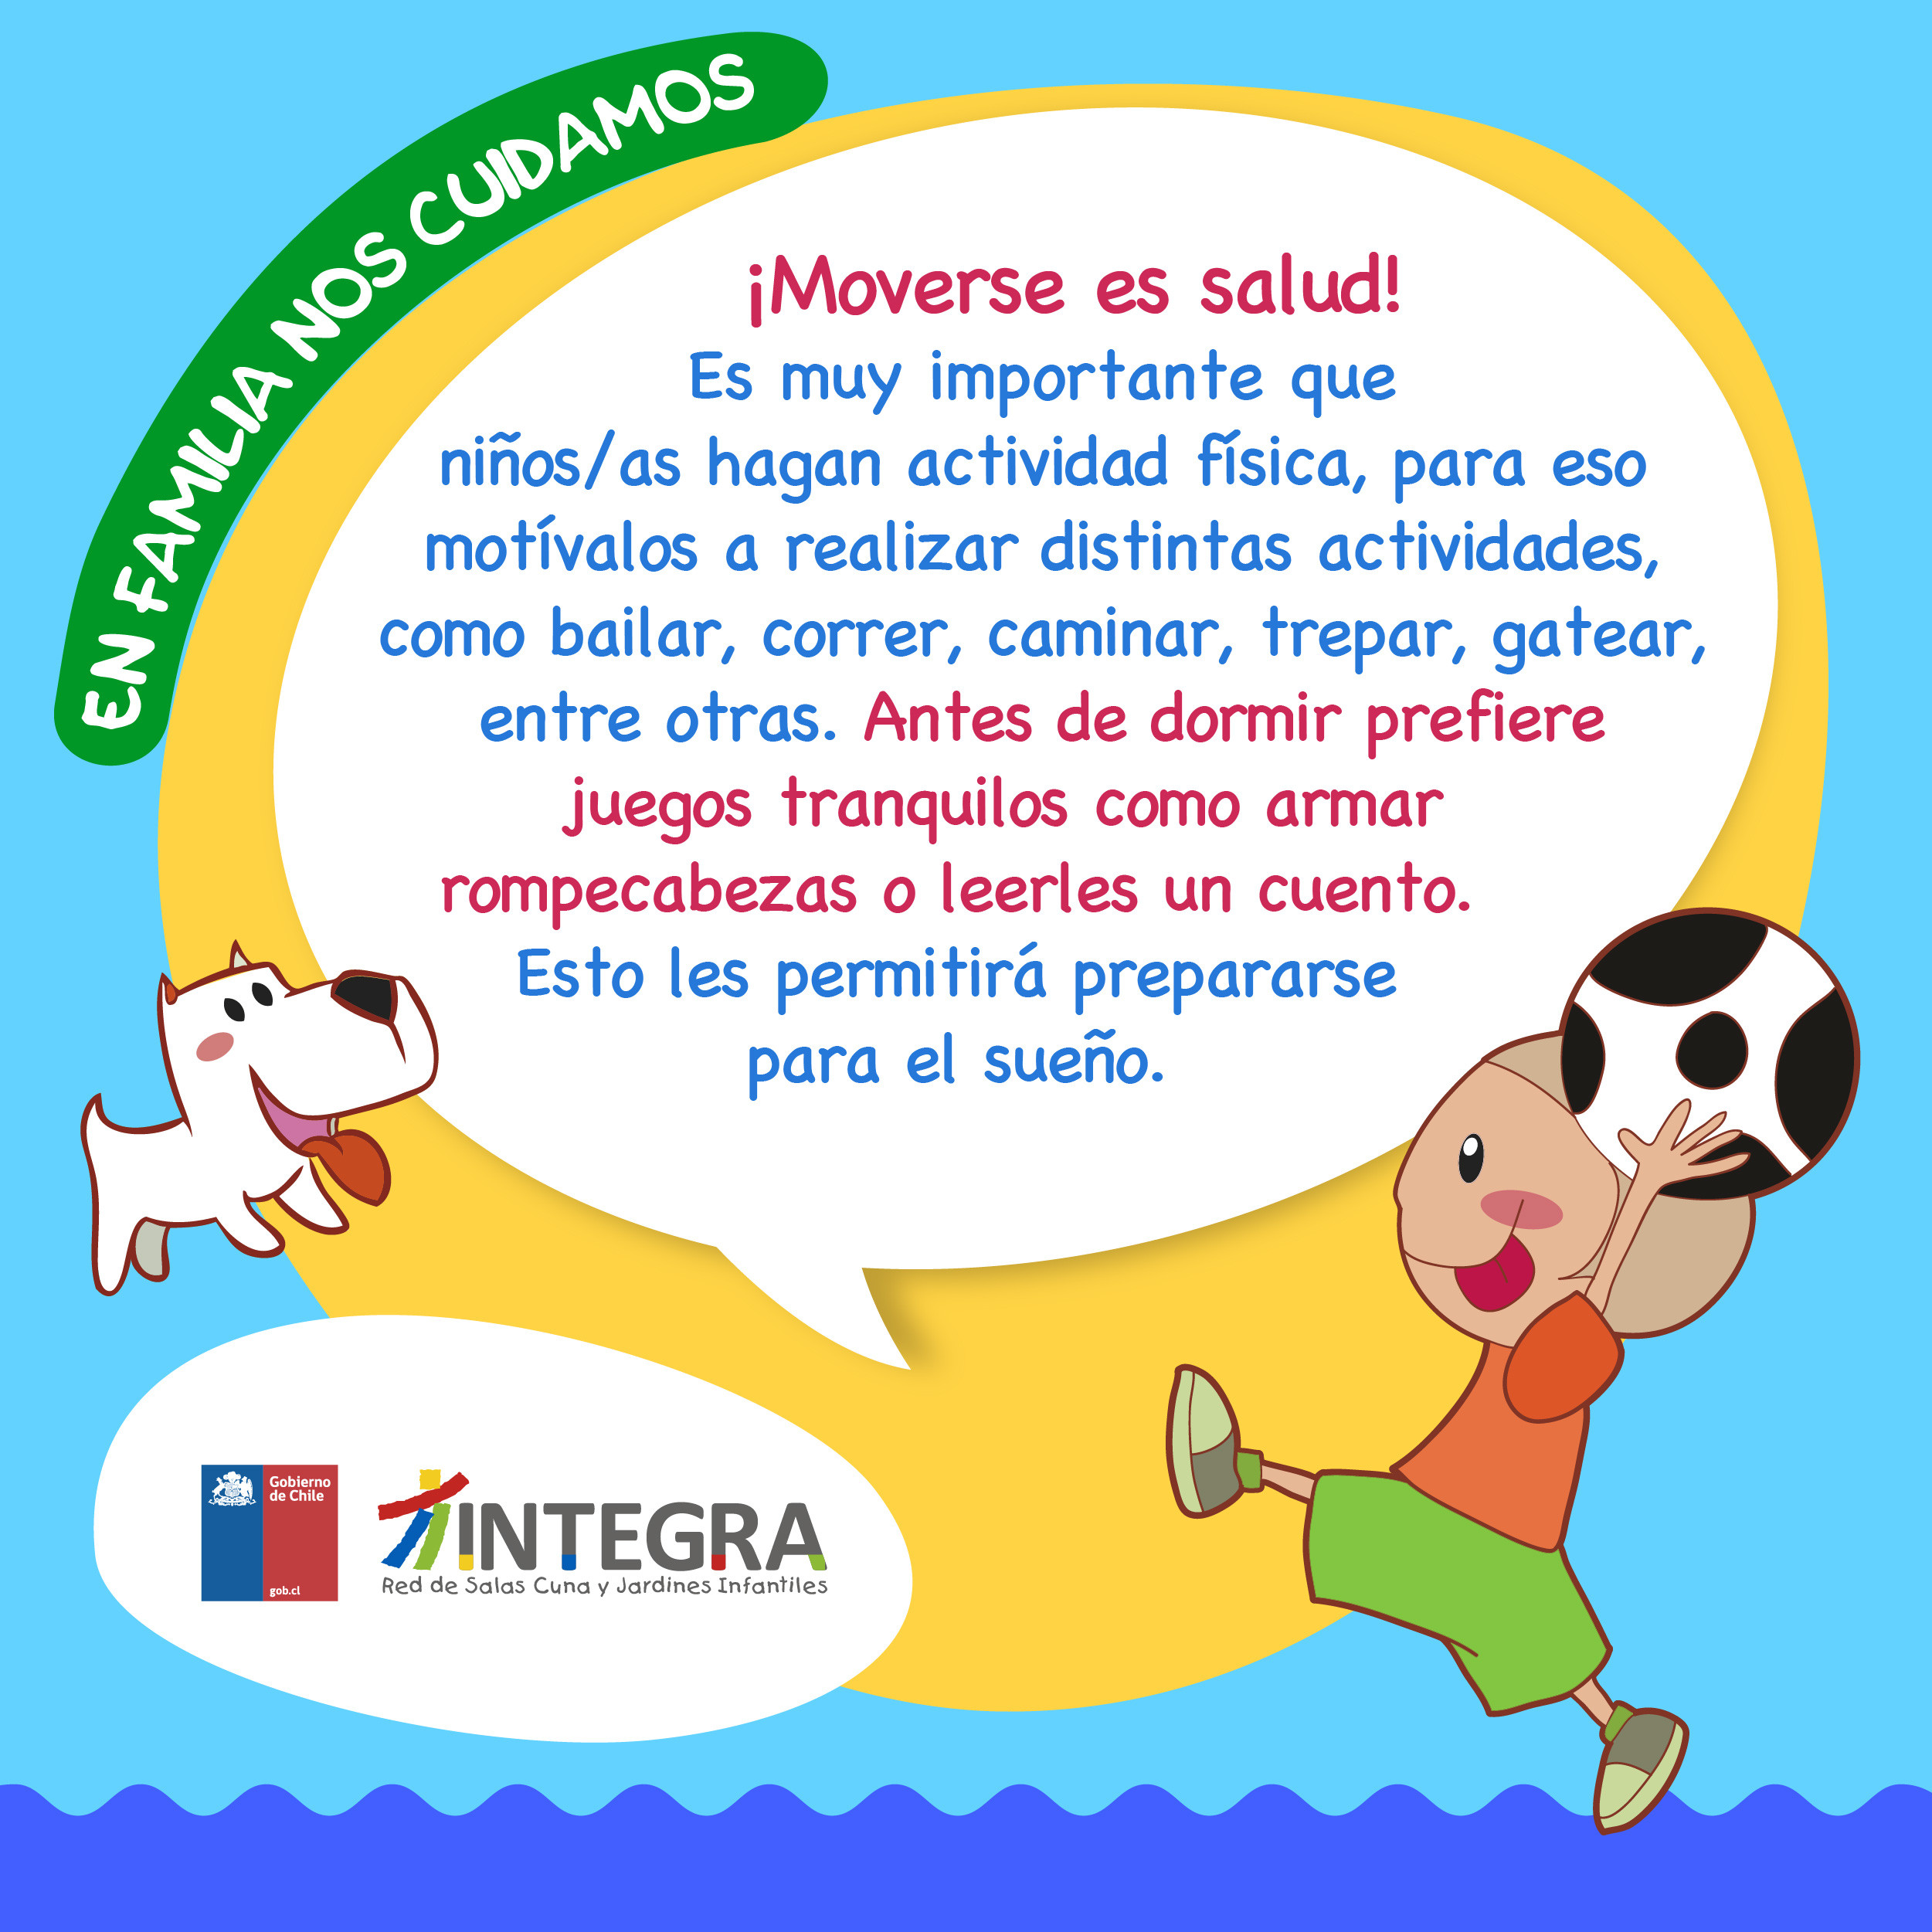 EN FAMILIA NOS CUIDAMOS
¡Moverse es salud!
Es muy importante que
niños/as hagan actividad física, para eso
motívalos a realizar distintas actividades,
como bailar, correr, caminar, trepar, gatear,
entre otras. Antes de dormir prefiere
juegos tranquilos como armar
rompecabezas o leerles un cuento.
Esto les permitirá prepararse
para el sueño.
Gobierno
de Chile
gob.cl
INTEGRA
Red de Salas Cuna y Jardines Infantiles